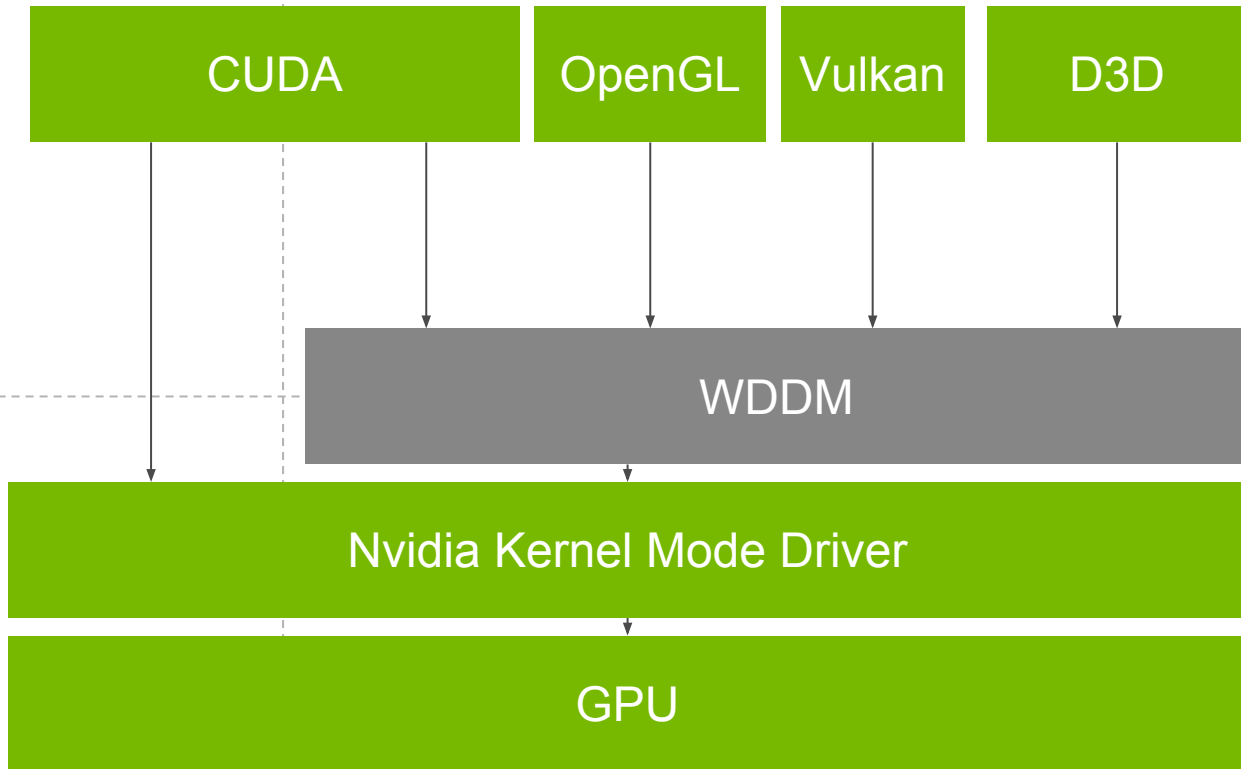 CUDA
OpenGL
Vulkan
D3D
WDDM
Nvidia Kernel Mode Driver
GPU